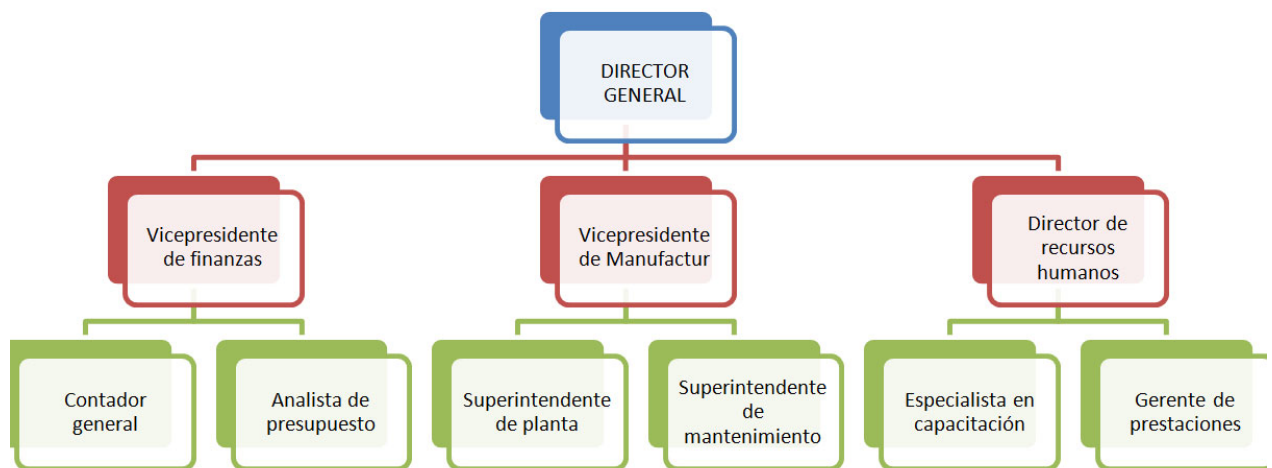 DIRECTOR
GENERAL
Vicepresidente
de finanzas
Vicepresidente
de Manufactur
Director de
recursos
humanos
Contador
general
Analista de
presupuesto
Superintendente
de planta
Superintendente
de
mantenimiento
Especialista en
capacitación
Gerente de
prestaciones